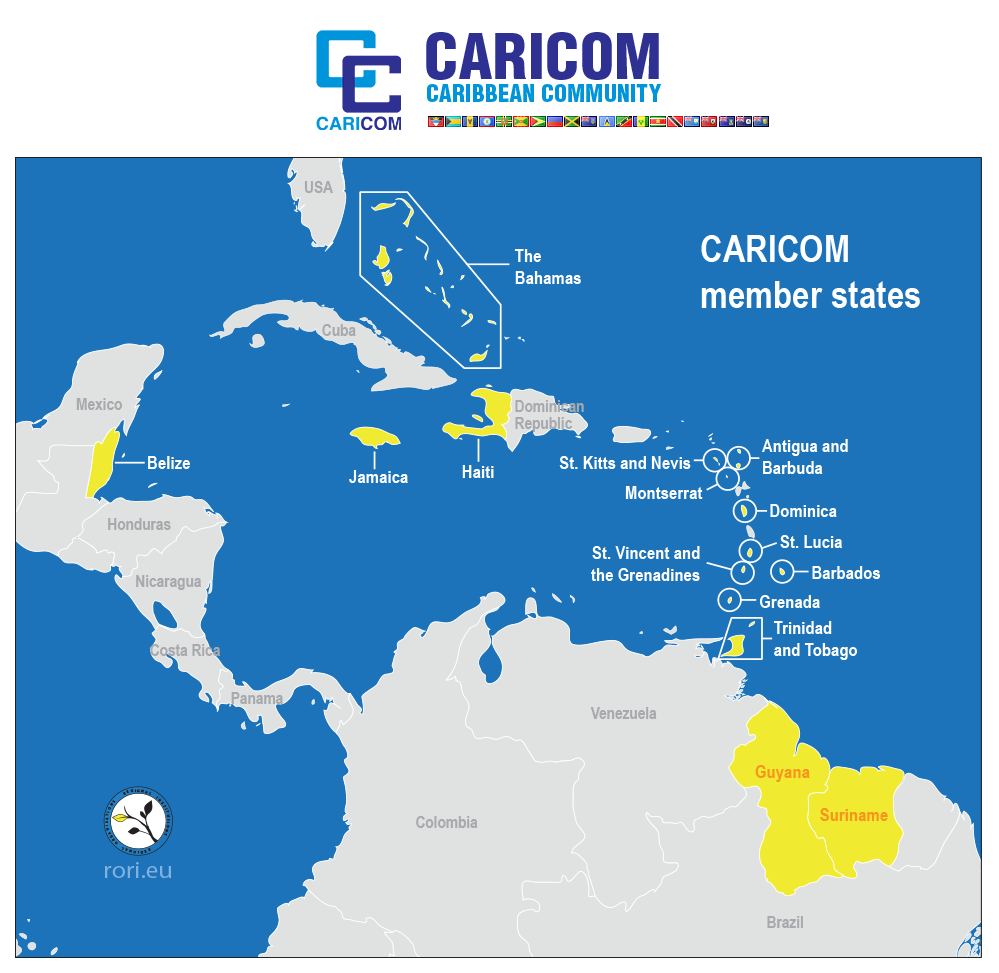 CARICOM
CARIBBEAN COMMUNITY
CARICOM
CARICOM
member states
USA
The
Bahamas
Cuba
Mexico
Dominican
Republic
Belize
Jamaica
Haiti
St. Kitts and Nevis
Antigua and
Barbuda
Montserrat
Dominica
Honduras
St. Lucia
St. Vincent and
the Grenadines
Barbados
Nicaragua
Grenada
Trinidad
and Tobago
Costa Rica
Panama
Venezuela
Guyana
Suriname
Colombia
rori.eu
Brazil